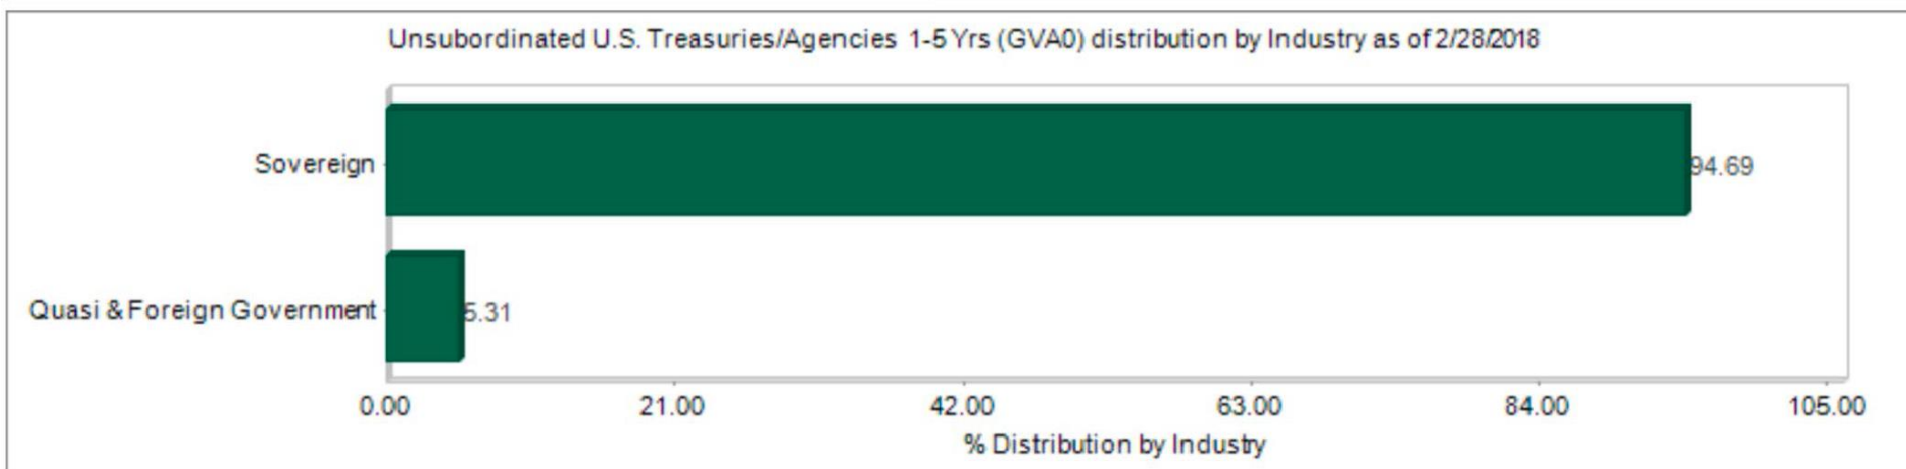 Unsubordinated U.S. Treasuries/Agencies 1-5 Yrs (GVA0) distribution by Industry as of 2/28/2018
Sovereign
94.69
Quasi & Foreign Government
5.31
0.00 21.00 42.00 63.00 84.00 105.00
% Distribution by Industry